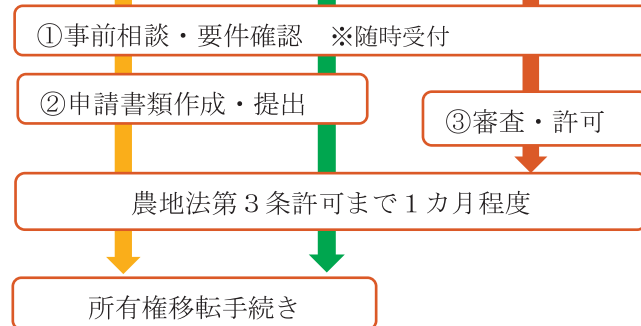 ①事前相談・要件確認　※随時受付
②申請書類作成・提出
③審査・許可
農地法第３条許可まで１カ月程度
所有権移転手続き